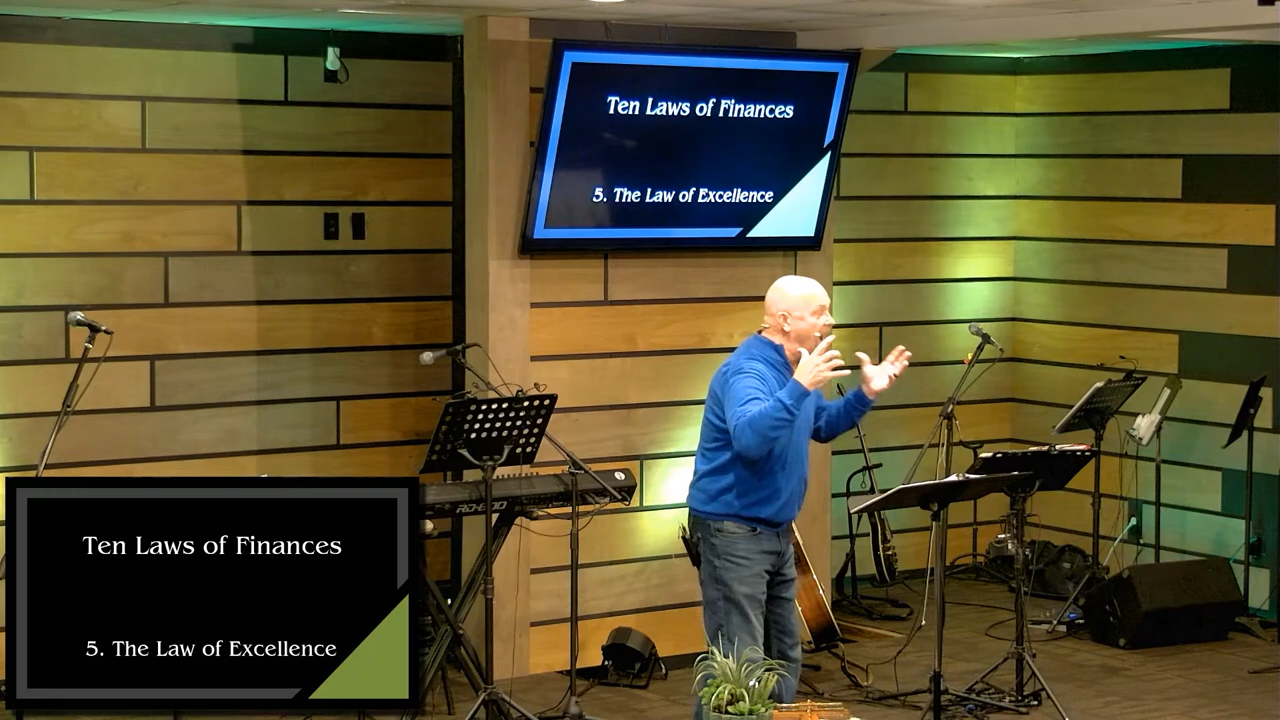 Ten Laws of Finances
5. The Law of Excellence
RD-800
Ten Laws of Finances
5. The Law of Excellence